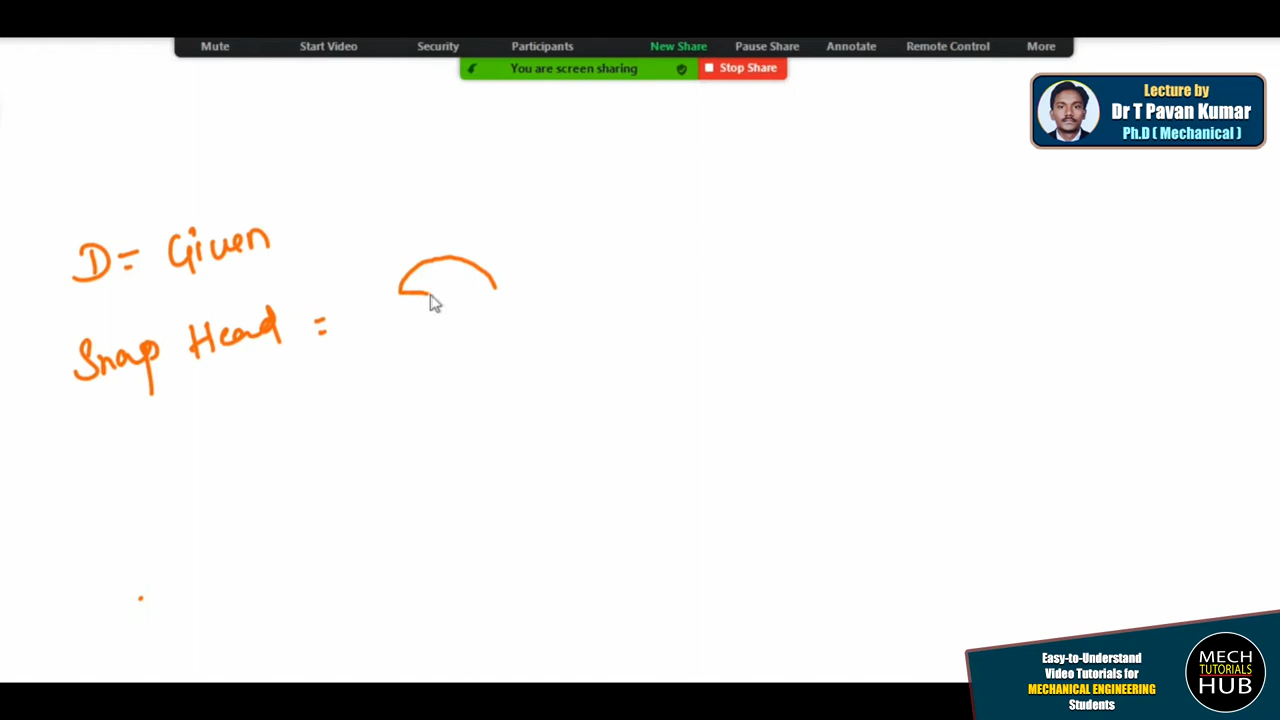 Mute Start Video Security Participants New Share Pause Share Annotate Remote Control More
You are screen sharing Stop Share
Lecture by
Dr T Pavan Kumar
Ph.D ( Mechanical )
D = Given
Snap Head =
Easy-to-Understand
Video Tutorials for
MECHANICAL ENGINEERING
Students
MECH
TUTORIALS
HUB